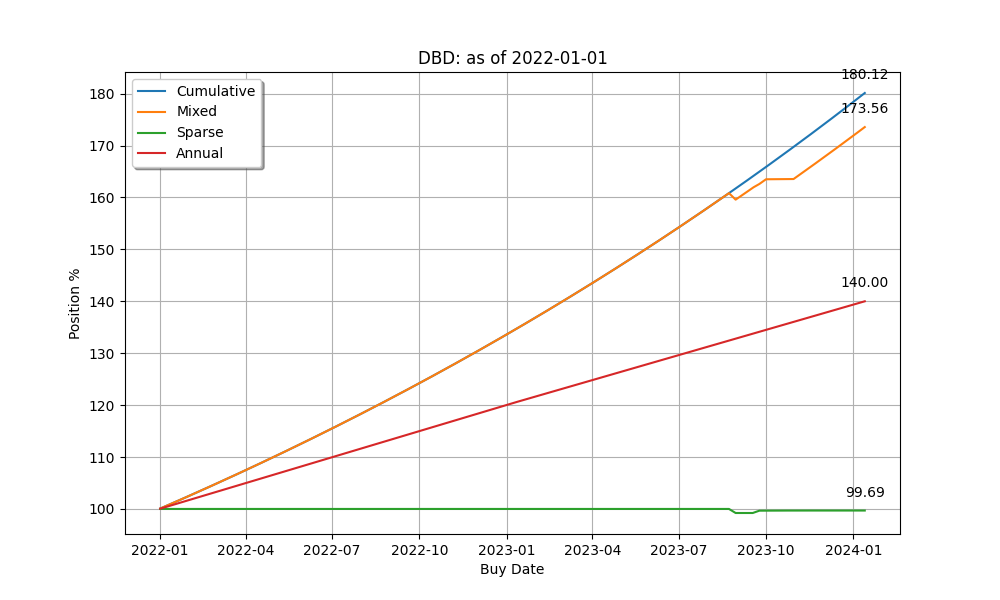 DBD: as of 2022-01-01
Cumulative
Mixed
Sparse
Annual
180.12
173.56
140.00
99.69
Position %
180
170
160
150
140
130
120
110
100
2022-01 2022-04 2022-07 2022-10 2023-01 2023-04 2023-07 2023-10 2024-01
Buy Date